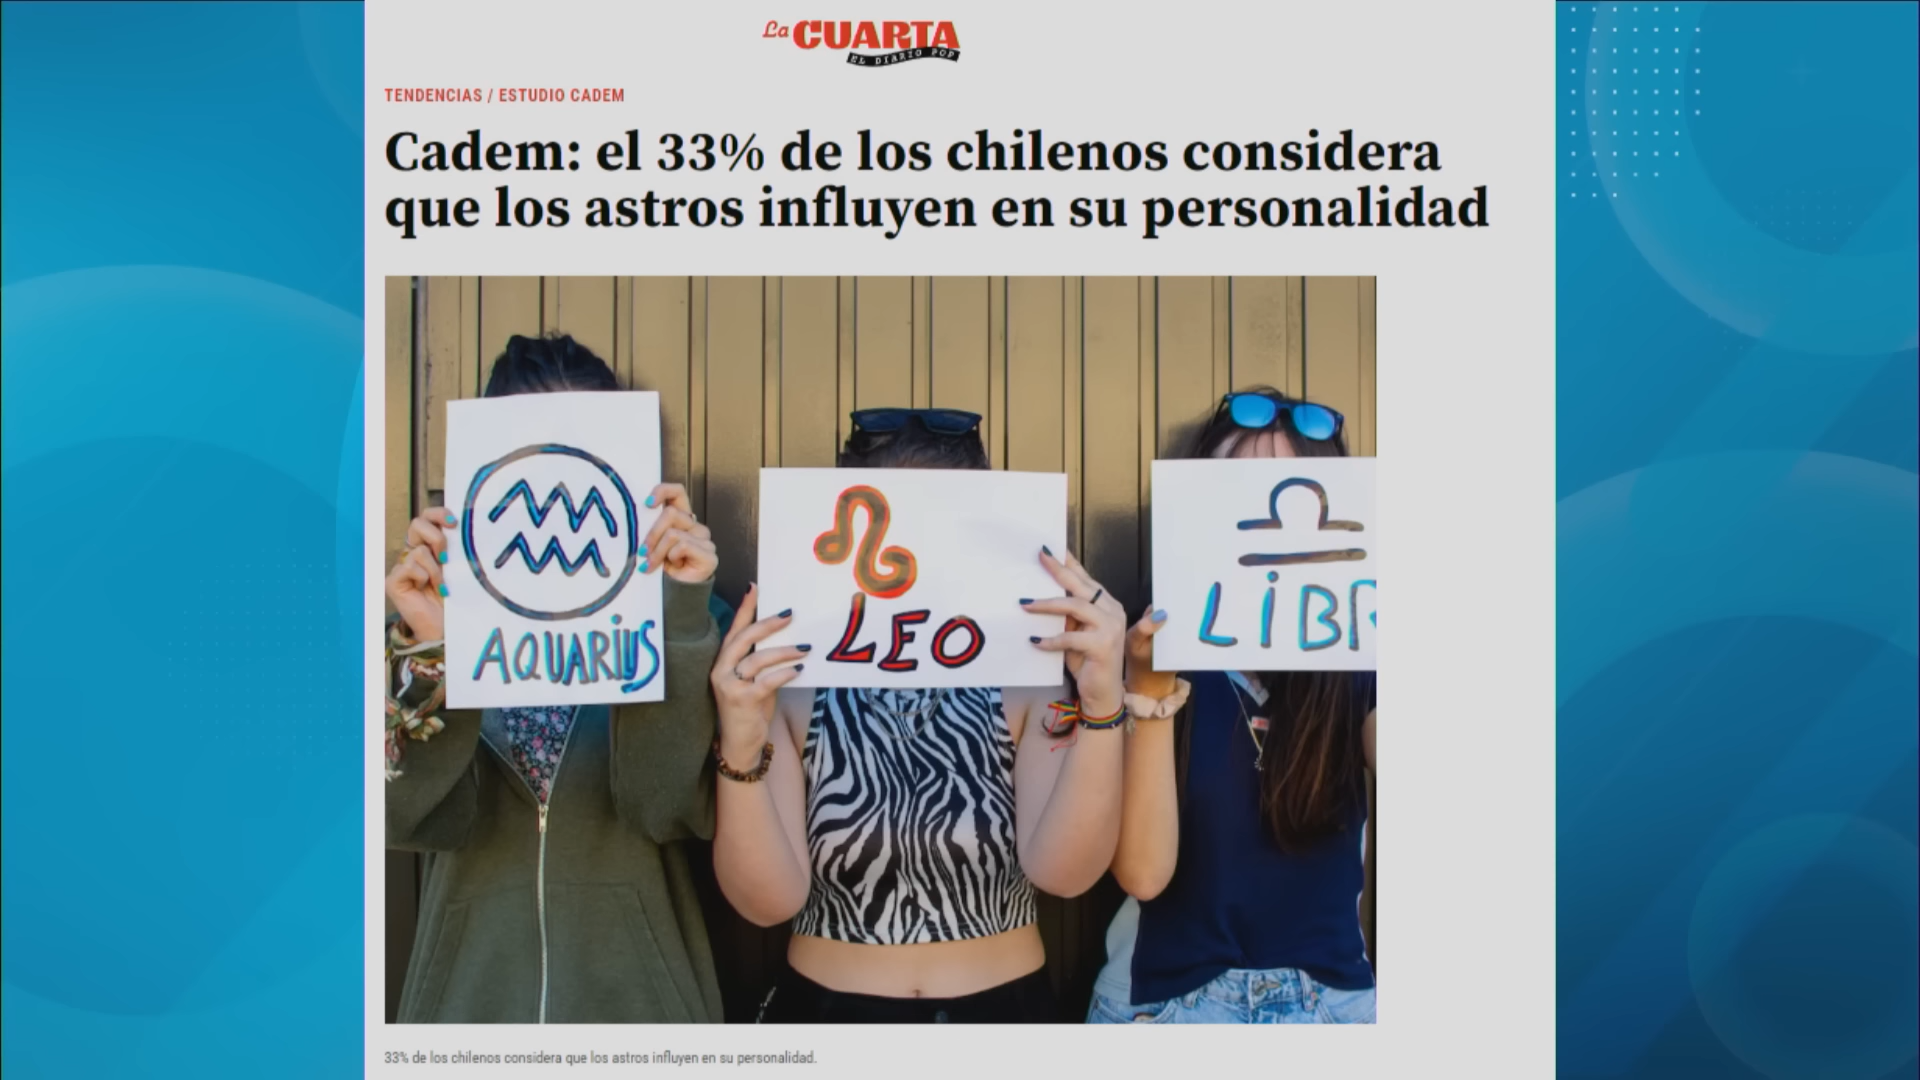 La CUARTA
EL DIARIO POP
TENDENCIAS / ESTUDIO CADEM
Cadem: el 33% de los chilenos considera
que los astros influyen en su personalidad
AQUARIUS
LEO
LIBR
33% de los chilenos considera que los astros influyen en su personalidad.